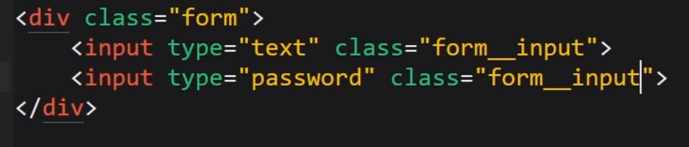 <div class="form">
    <input type="text" class="form__input">
    <input type="password" class="form__input">
</div>